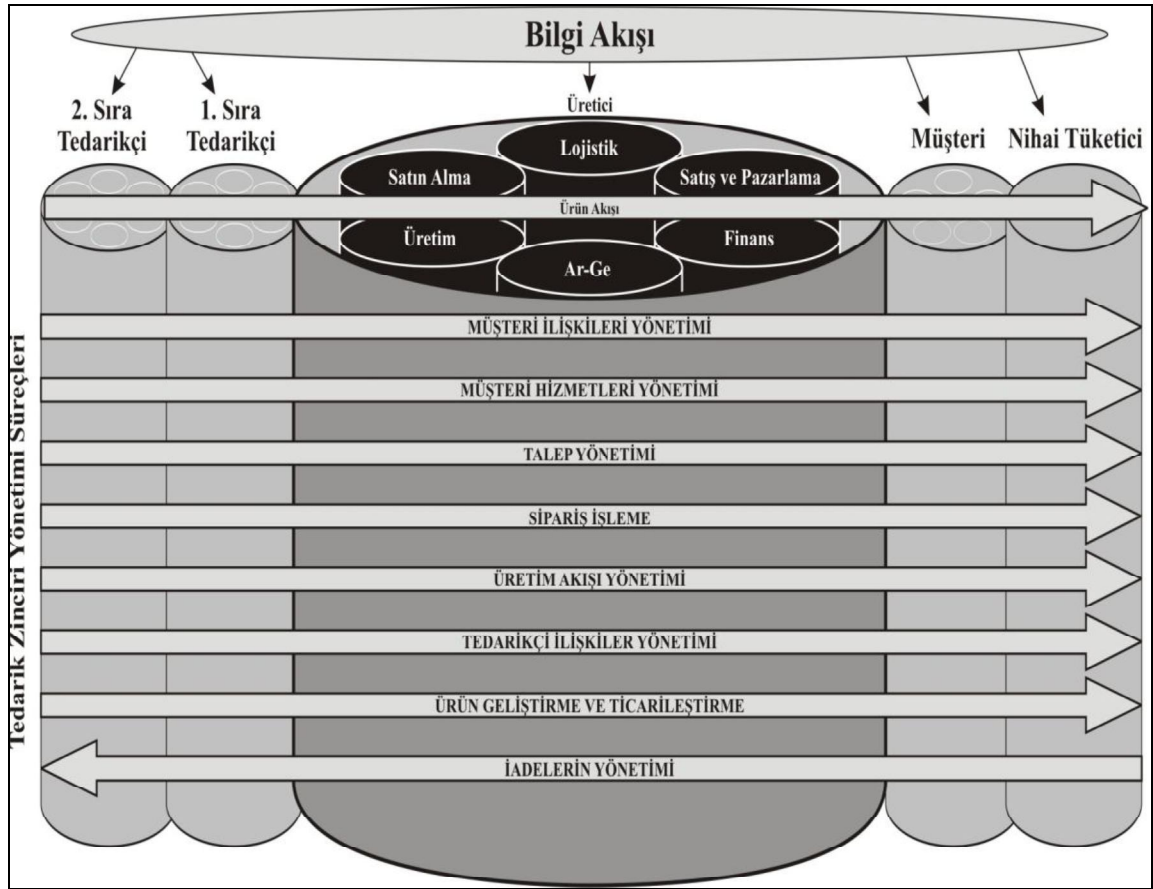 Bilgi Akışı
2. Sıra
Tedarikçi
1. Sıra
Tedarikçi
Üretici
Müşteri
Nihai Tüketici
Lojistik
Satın Alma
Satış ve Pazarlama
Ürün Akışı
Üretim
Finans
Ar-Ge
Tedarik Zinciri Yönetimi Süreçleri
MÜŞTERİ İLİŞKİLERİ YÖNETİMİ
MÜŞTERİ HİZMETLERİ YÖNETİMİ
TALEP YÖNETİMİ
SİPARİŞ İŞLEME
ÜRETİM AKIŞI YÖNETİMİ
TEDARİKÇİ İLİŞKİLER YÖNETİMİ
ÜRÜN GELİŞTİRME VE TİCARİLEŞTİRME
İADELERİN YÖNETİMİ